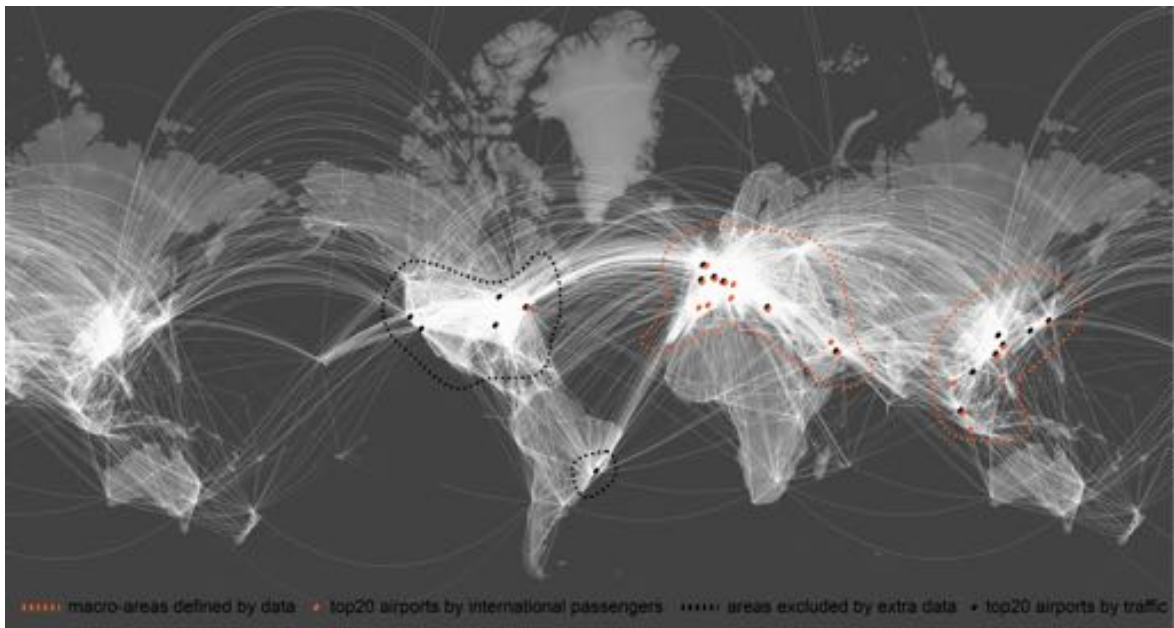 macro-areas defined by data top20 airports by international passengers areas excluded by extra data top20 airports by traffic